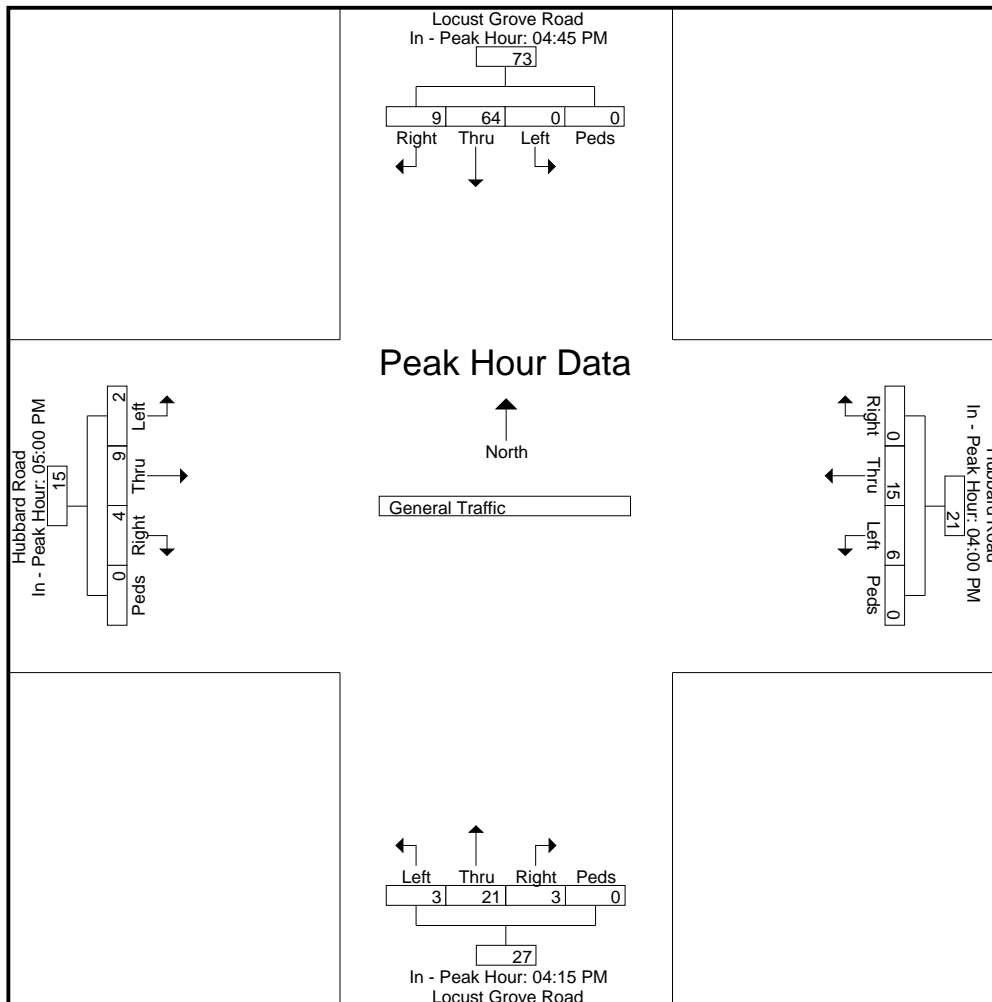 Locust Grove Road
In - Peak Hour: 04:45 PM
73
9 64 0 0
Right Thru Left Peds
Peak Hour Data
North
General Traffic
Hubbard Road
In - Peak Hour: 05:00 PM
15
2 9 4 0
Left Thru Right Peds
Hubbard Road
In - Peak Hour: 04:00 PM
21
0 15 6 0
Right Thru Left Peds
Left Thru Right Peds
3 21 3 0
27
In - Peak Hour: 04:15 PM
Locust Grove Road